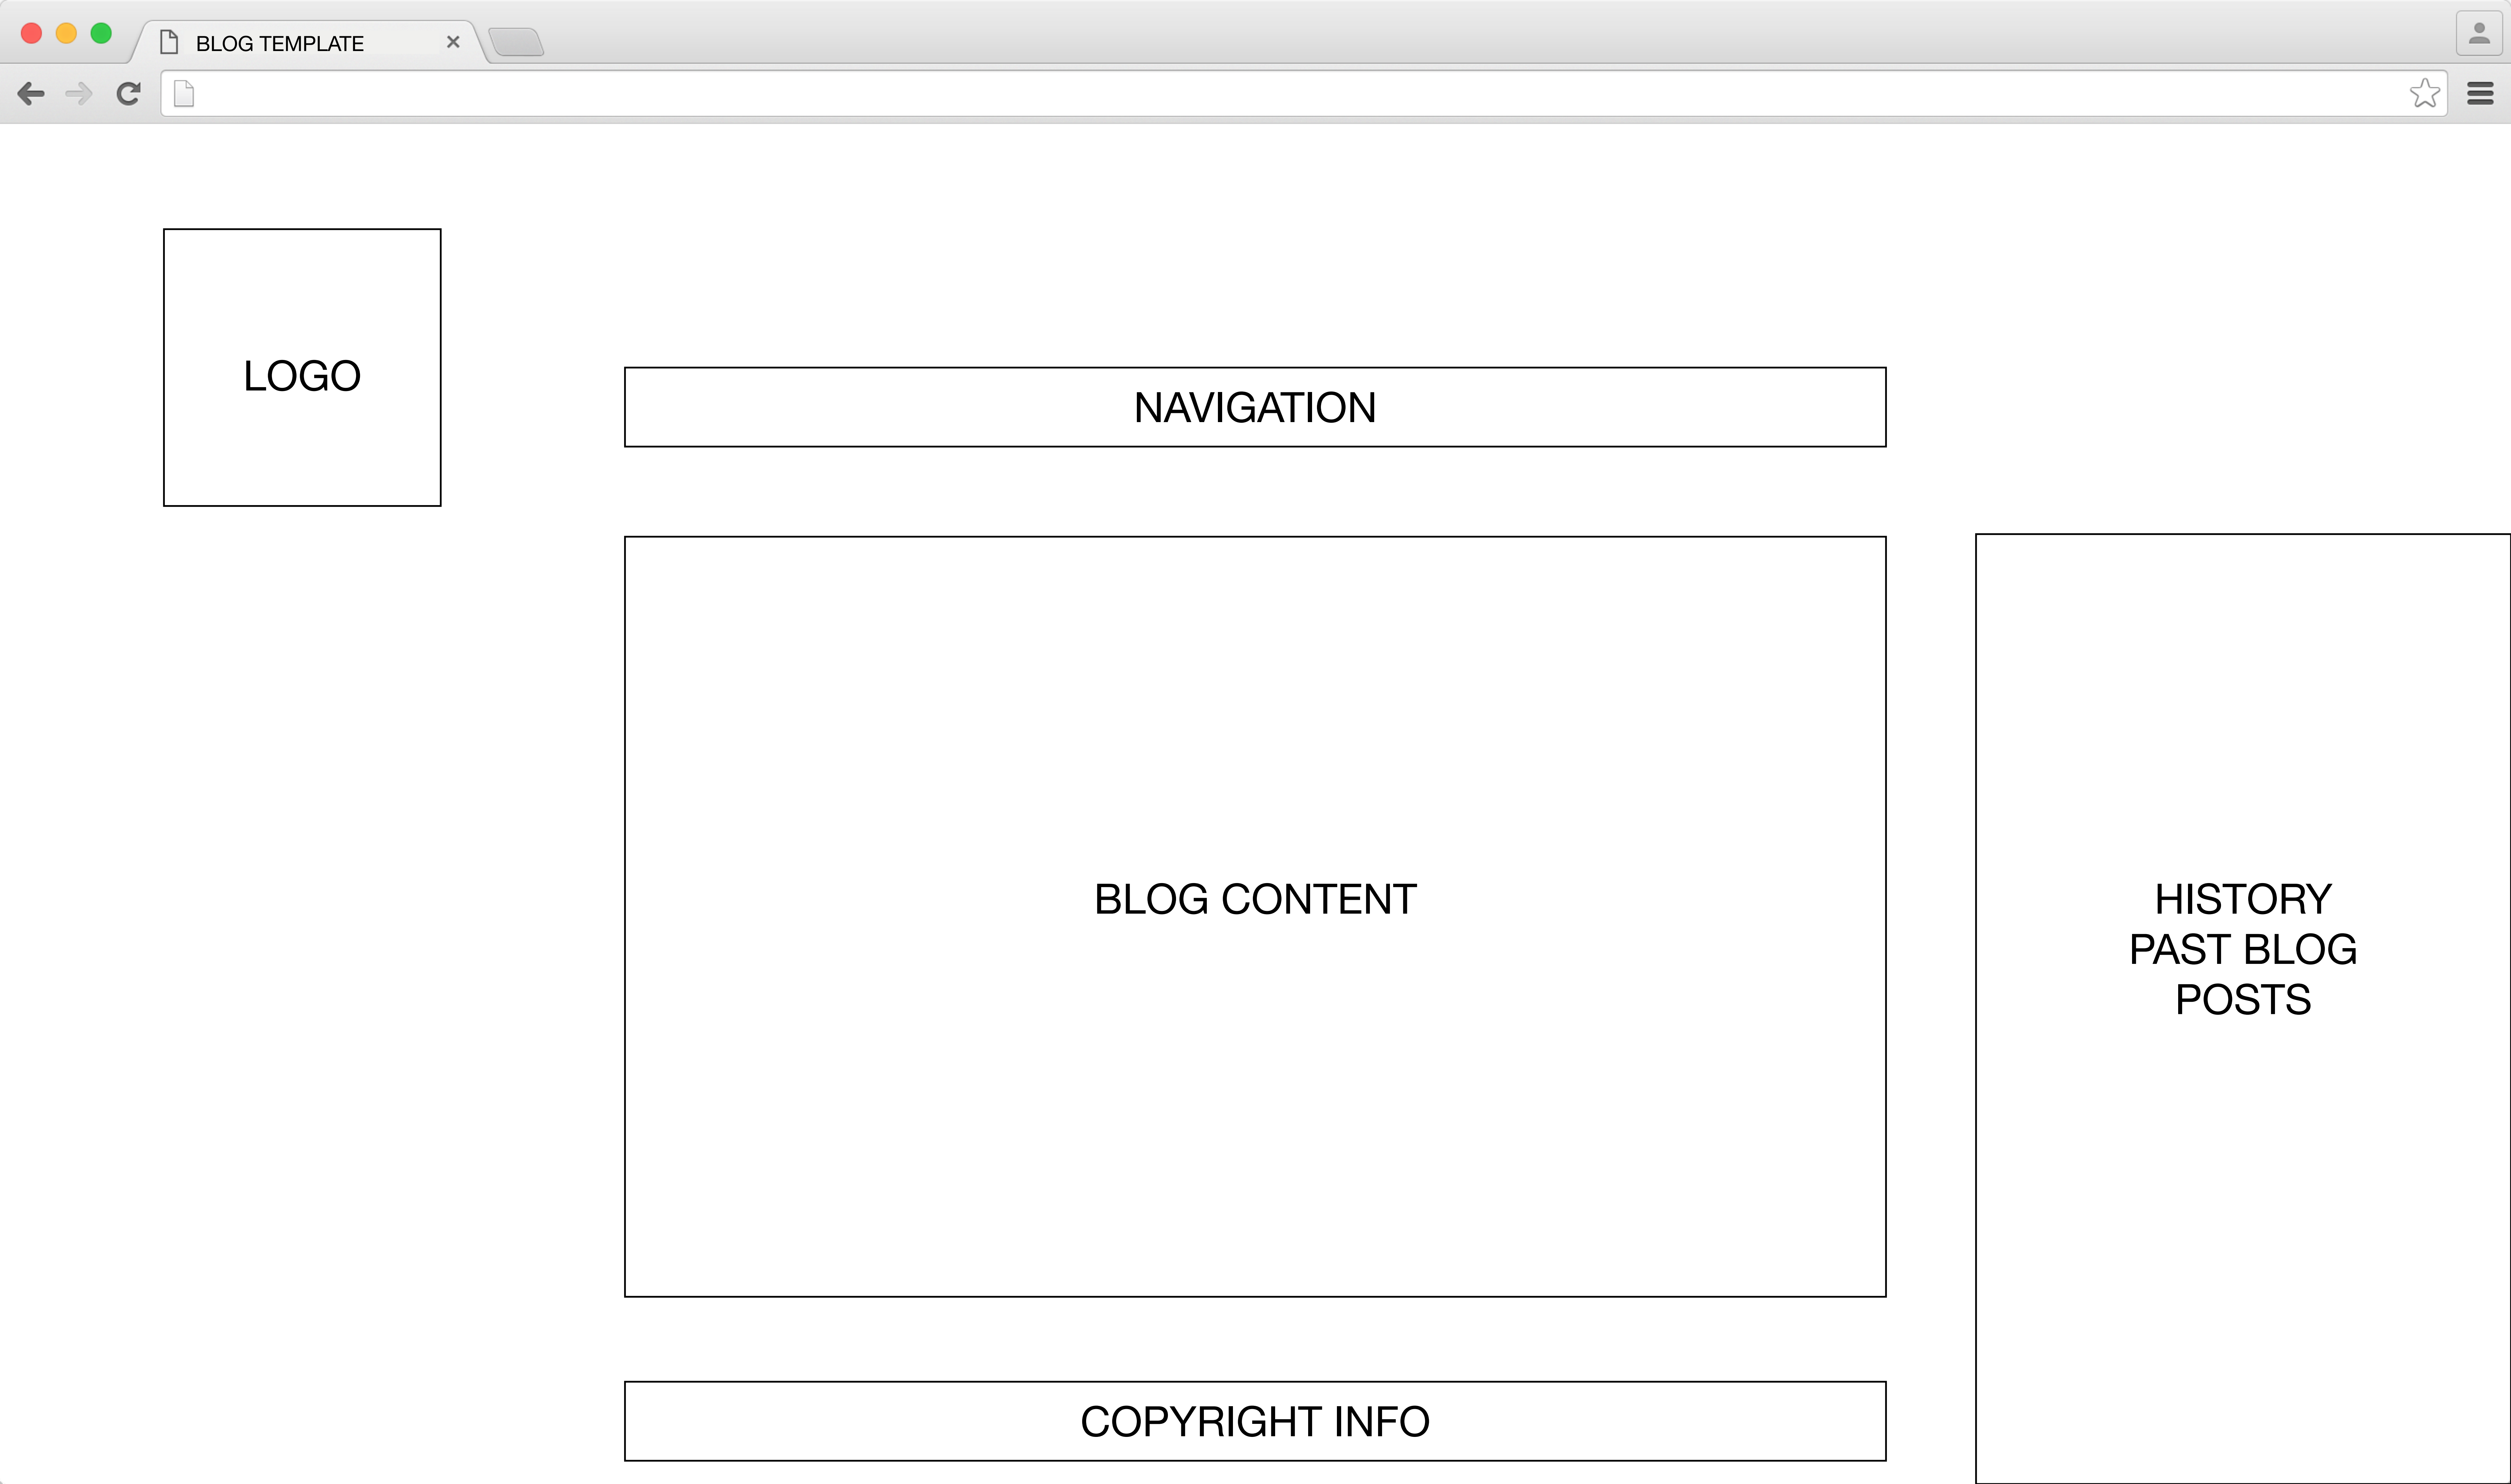 BLOG TEMPLATE
LOGO
NAVIGATION
BLOG CONTENT
HISTORY
PAST BLOG
POSTS
COPYRIGHT INFO